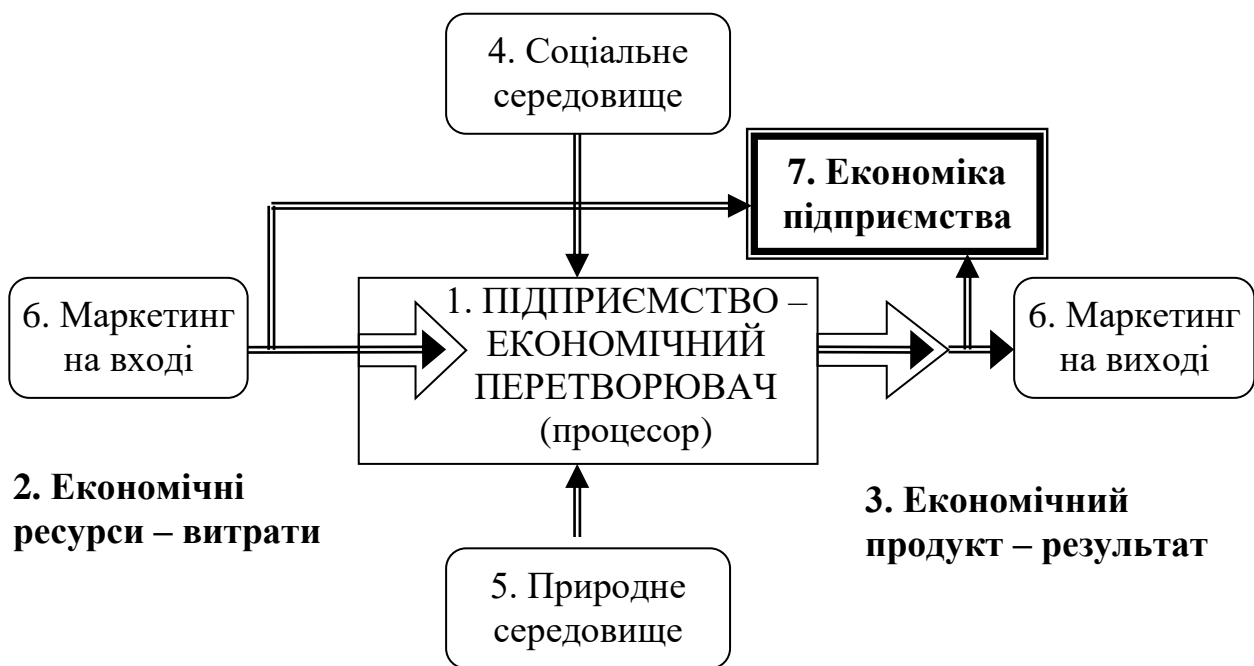 4. Соціальне
середовище
7. Економіка
підприємства
6. Маркетинг
на вході
1. ПІДПРИЄМСТВО –
ЕКОНОМІЧНИЙ
ПЕРЕТВОРЮВАЧ
(процесор)
6. Маркетинг
на виході
2. Економічні
ресурси – витрати
3. Економічний
продукт – результат
5. Природне
середовище